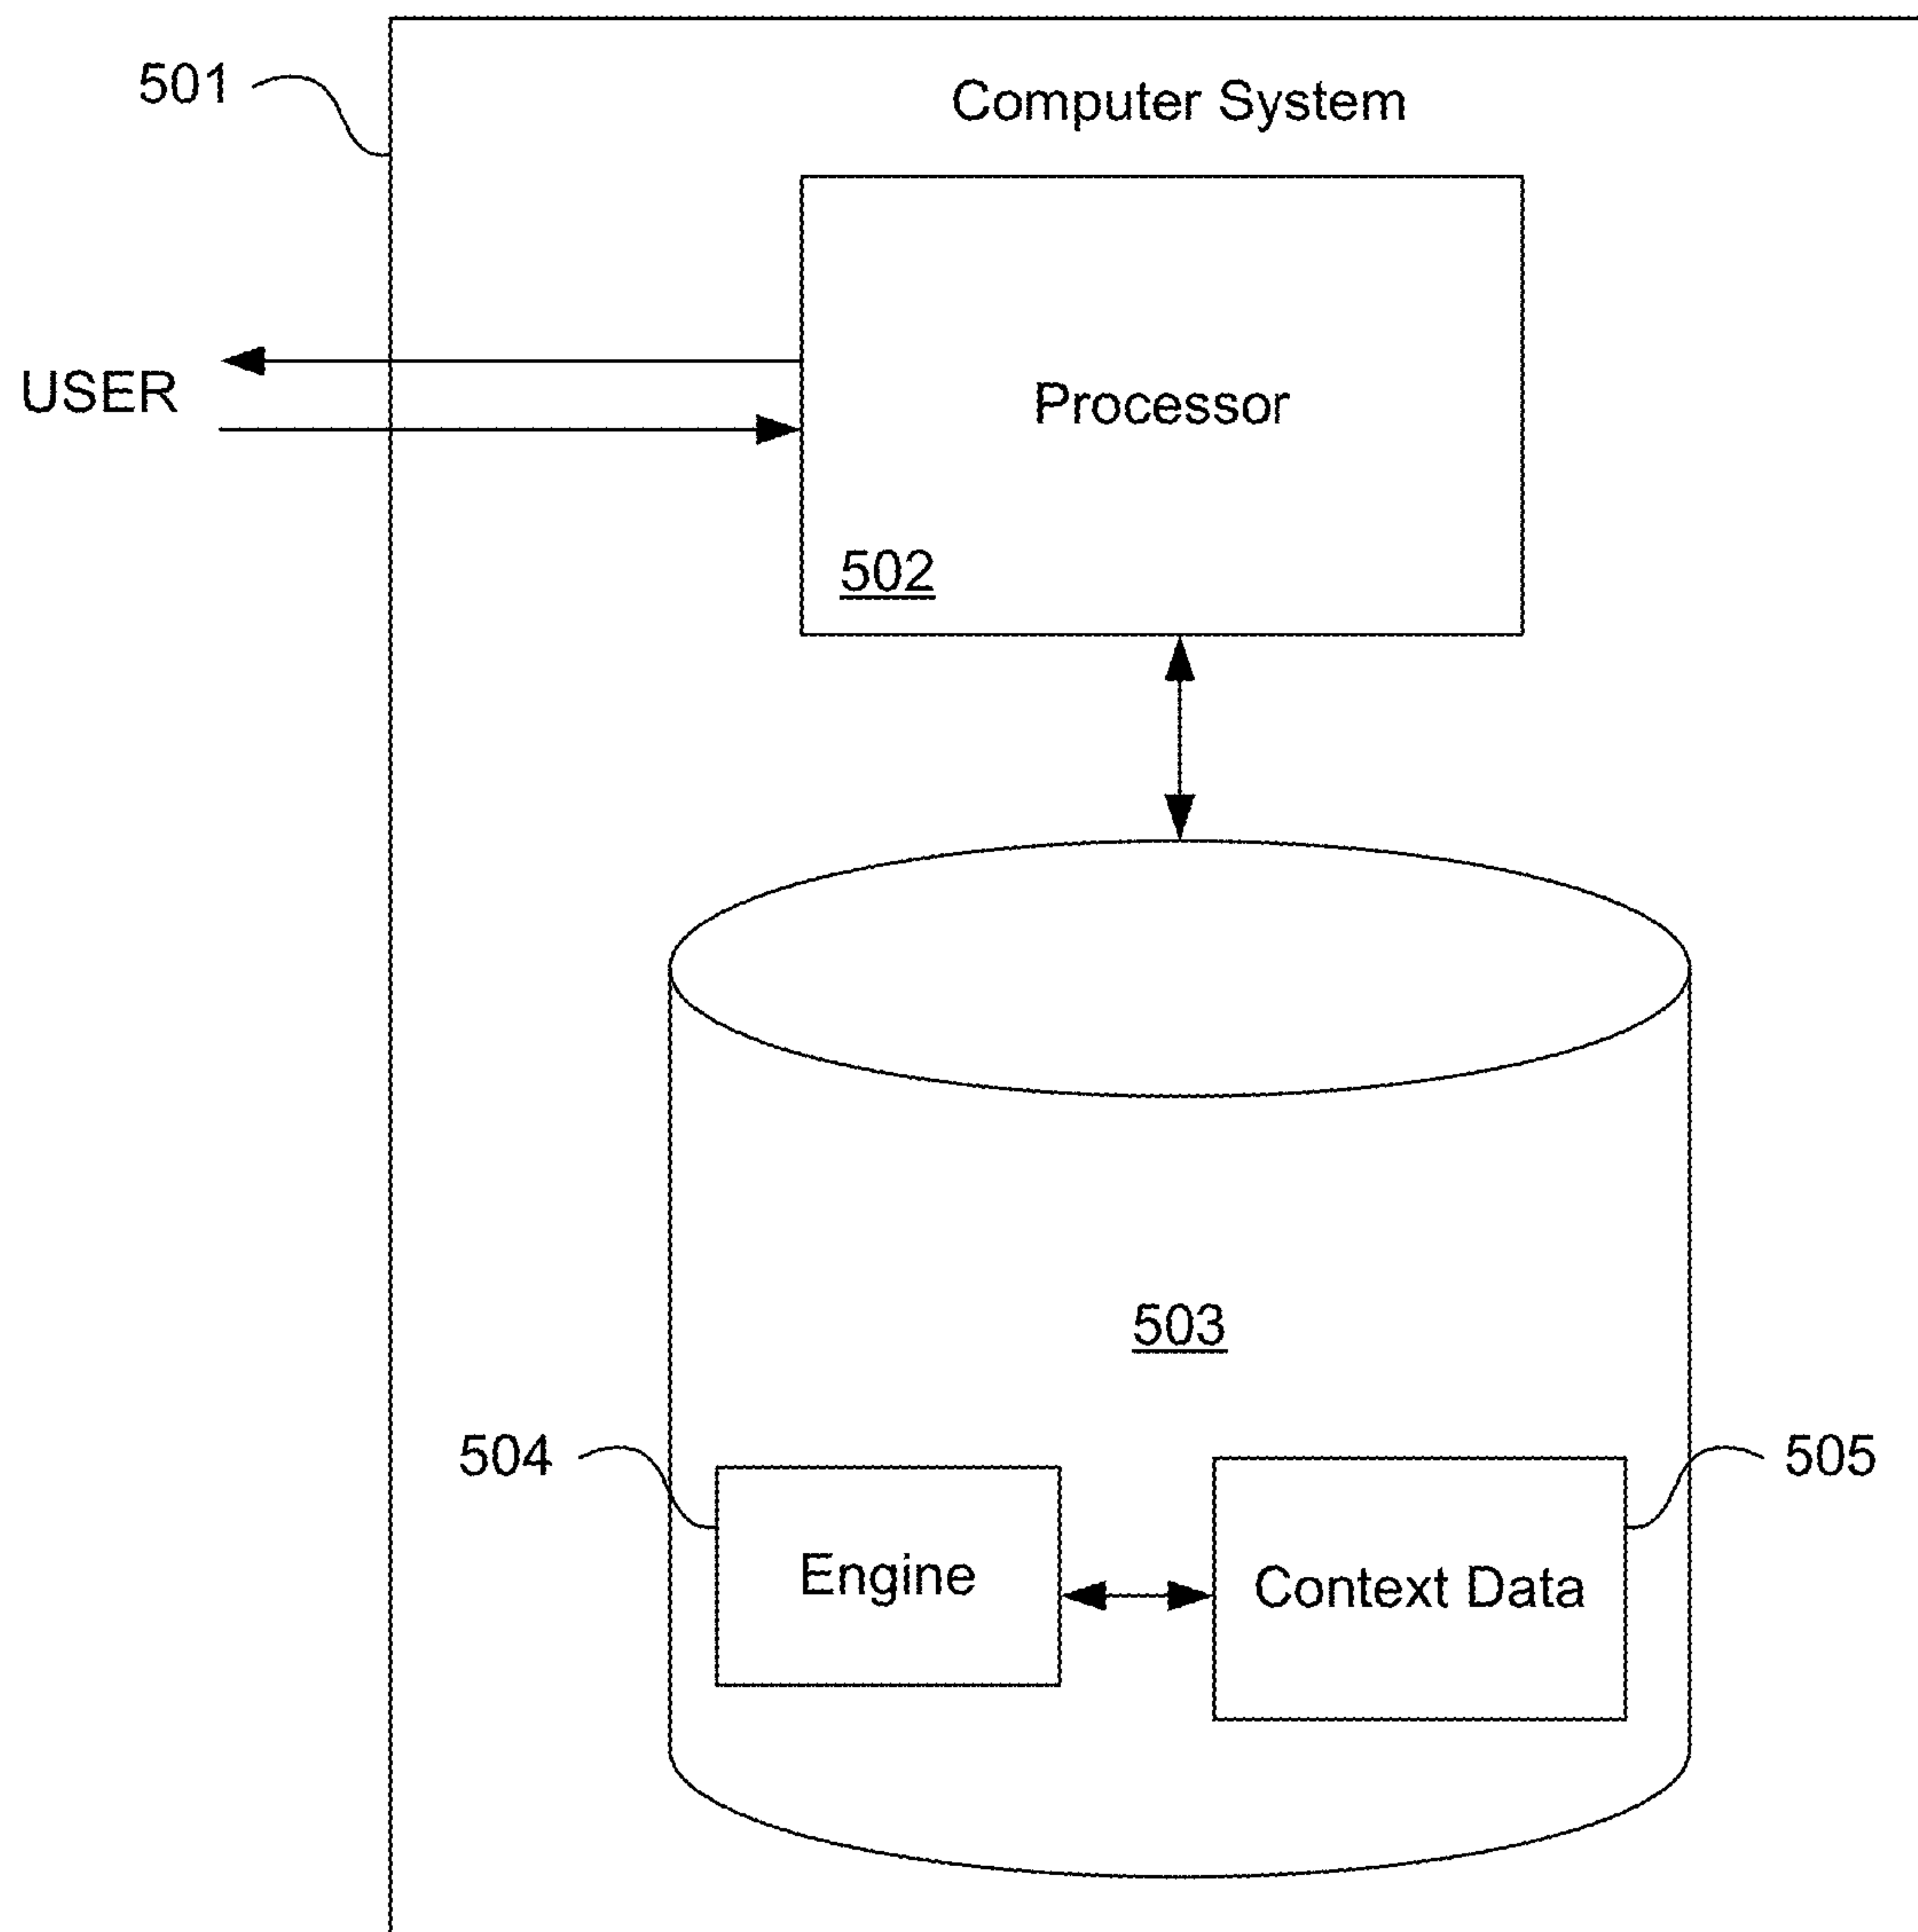 501
Computer System
USER
Processor
502
503
504
505
Engine
Context Data